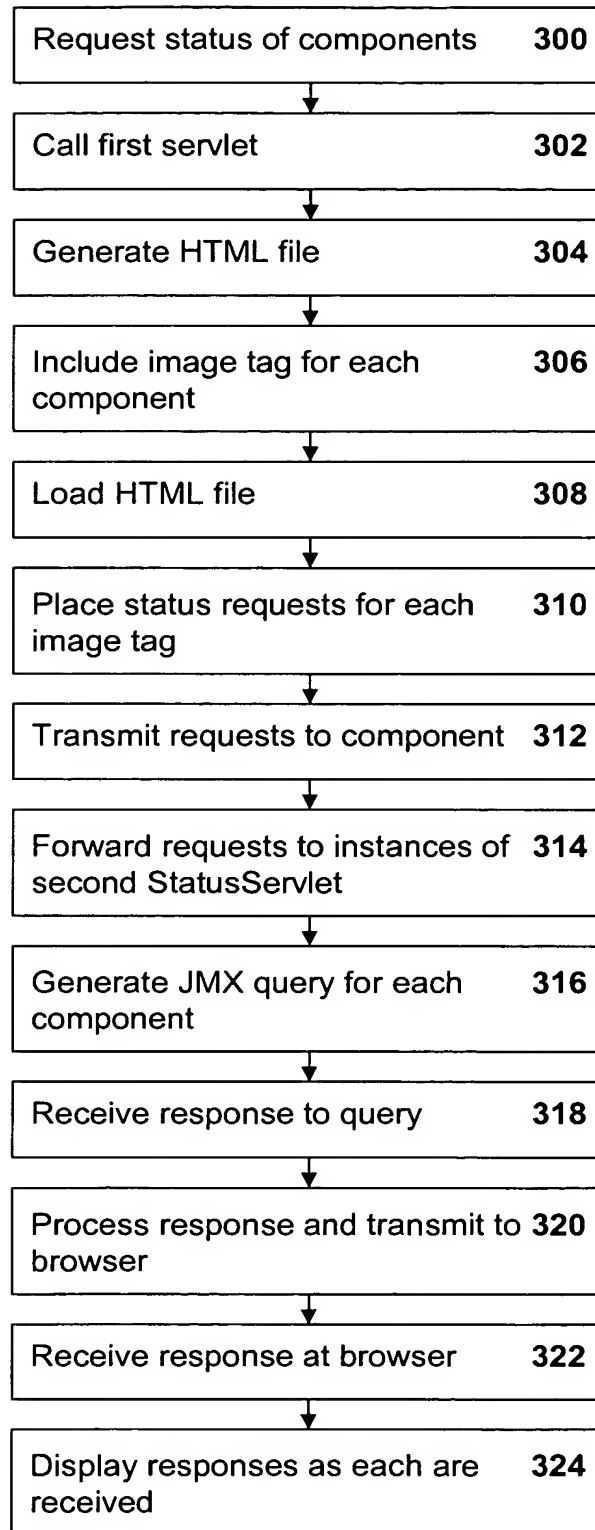 Request status of components 300
Call first servlet 302
Generate HTML file 304
Include image tag for each 306
component
Load HTML file 308
Place status requests for each 310
image tag
Transmit requests to component 312
Forward requests to instances of 314
second StatusServlet
Generate JMX query for each 316
component
Receive response to query 318
Process response and transmit to 320
browser
Receive response at browser 322
Display responses as each are 324
received